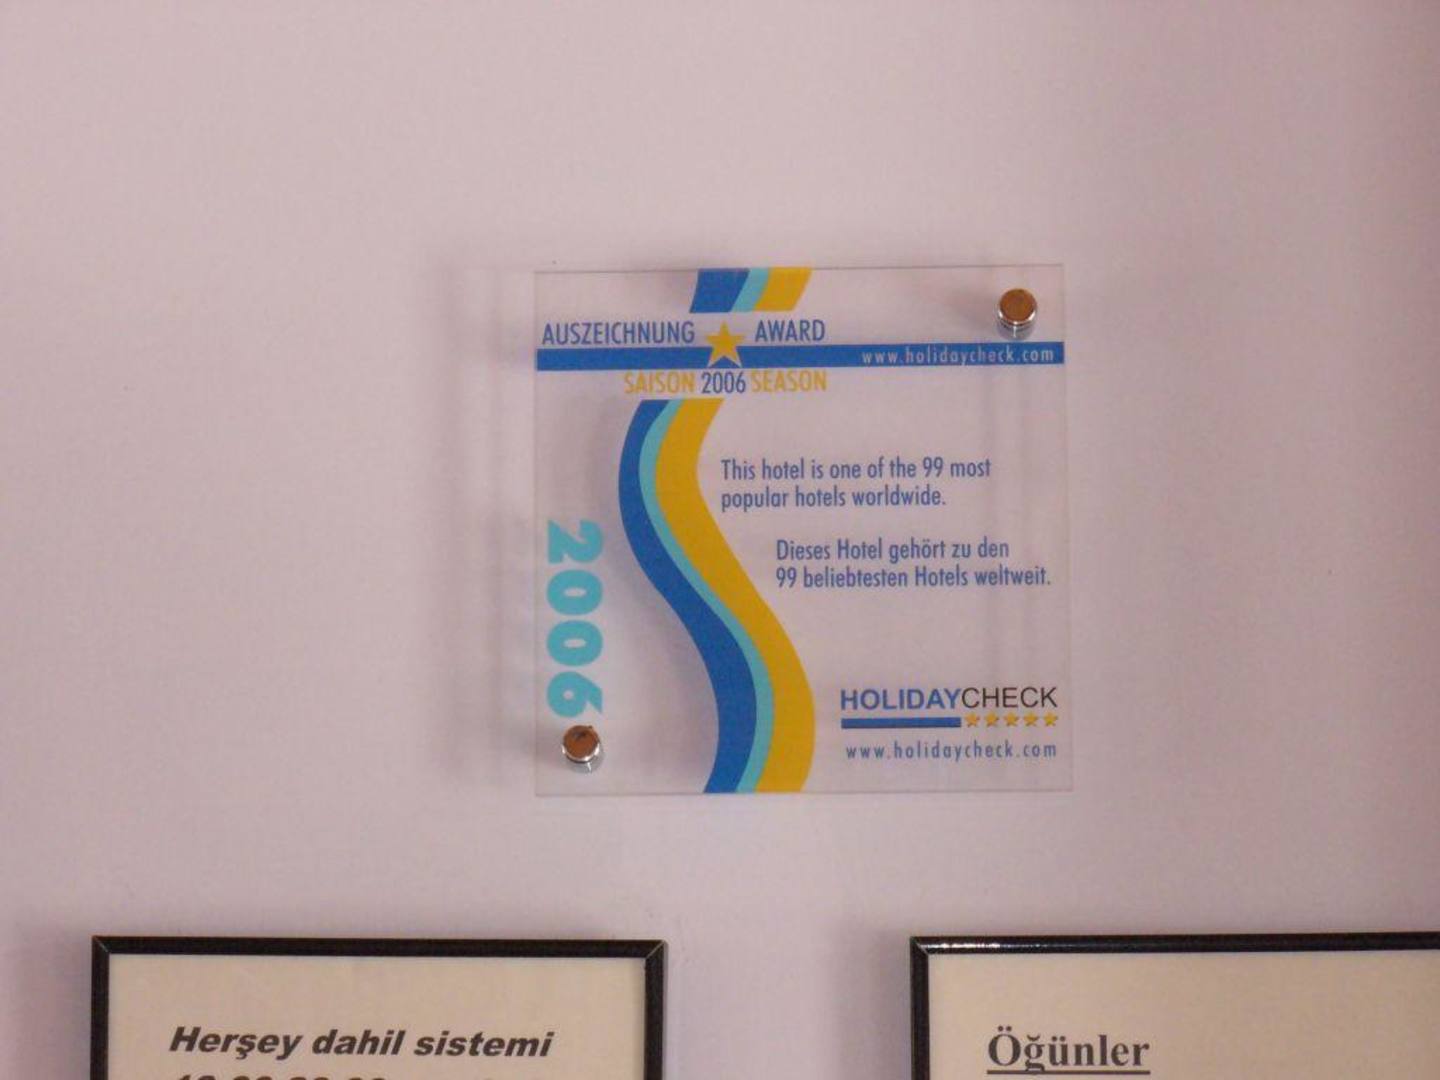 AUSZEICHNUNG AWARD
www.holidaycheck.com
SAISON 2006 SEASON
This hotel is one of the 99 most
popular hotels worldwide.
Dieses Hotel gehört zu den
99 beliebtesten Hotels weltweit.
2006
HOLIDAYCHECK
www.holidaycheck.com
Herşey dahil sistemi
Öğünler